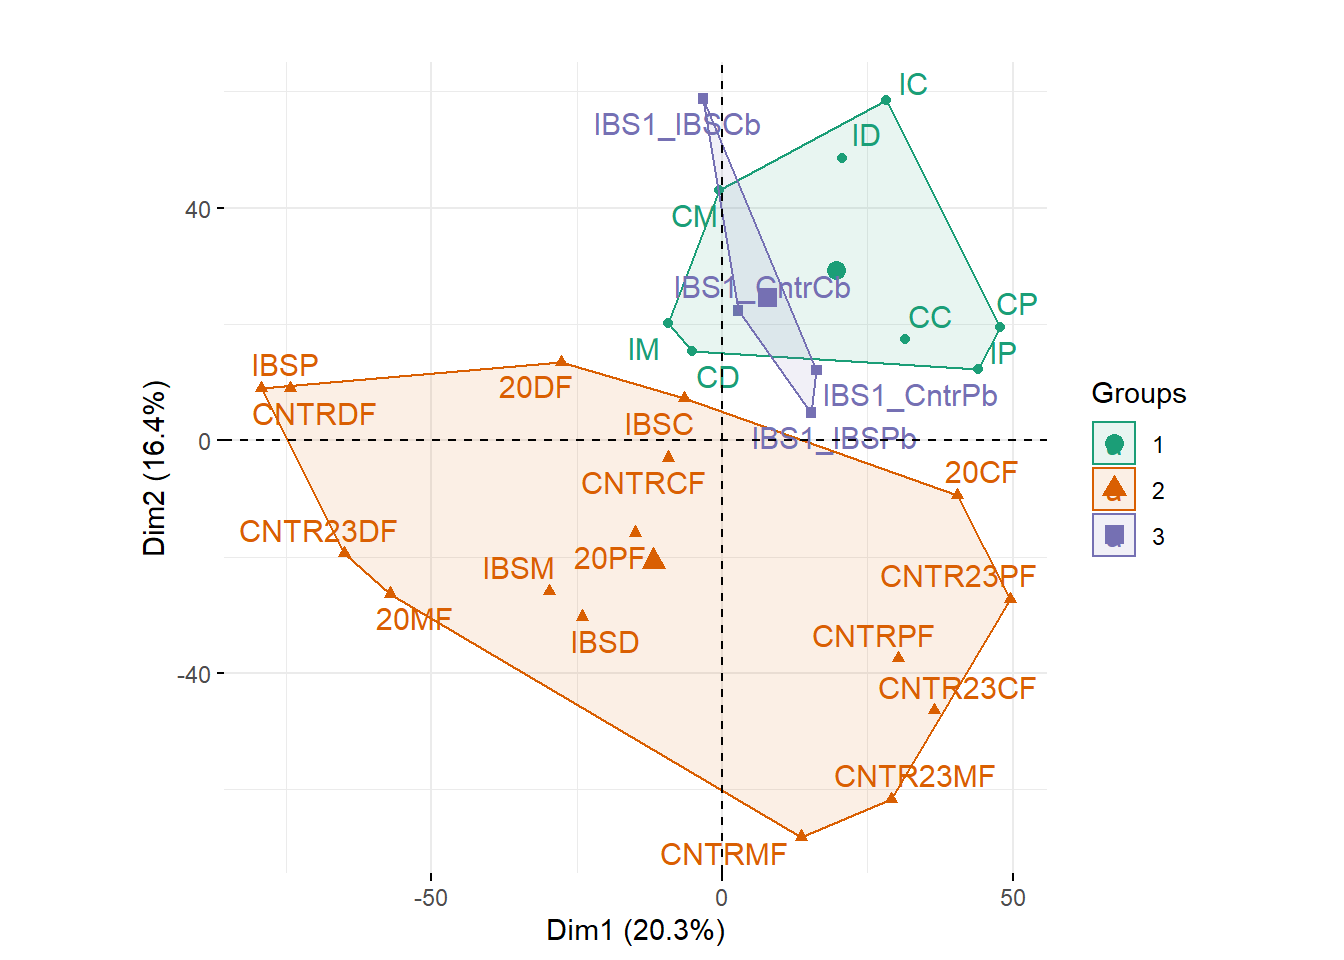 IC
IBS1_IBSCb
ID
40
CM
IBS1_CntrCb
CP
CC
IM
IP
IBSP
CD
20DF
IBS1_CntrPb
CNTRDF
IBSC
0
IBS1_IBSPb
20CF
CNTRCF
CNTR23DF
20PF
IBSM
CNTR23PF
20MF
IBSD
CNTRPF
-40
CNTR23CF
CNTR23MF
CNTRMF
-50
0
50
Dim1 (20.3%)
Dim2 (16.4%)
Groups
a 1
a 2
a 3